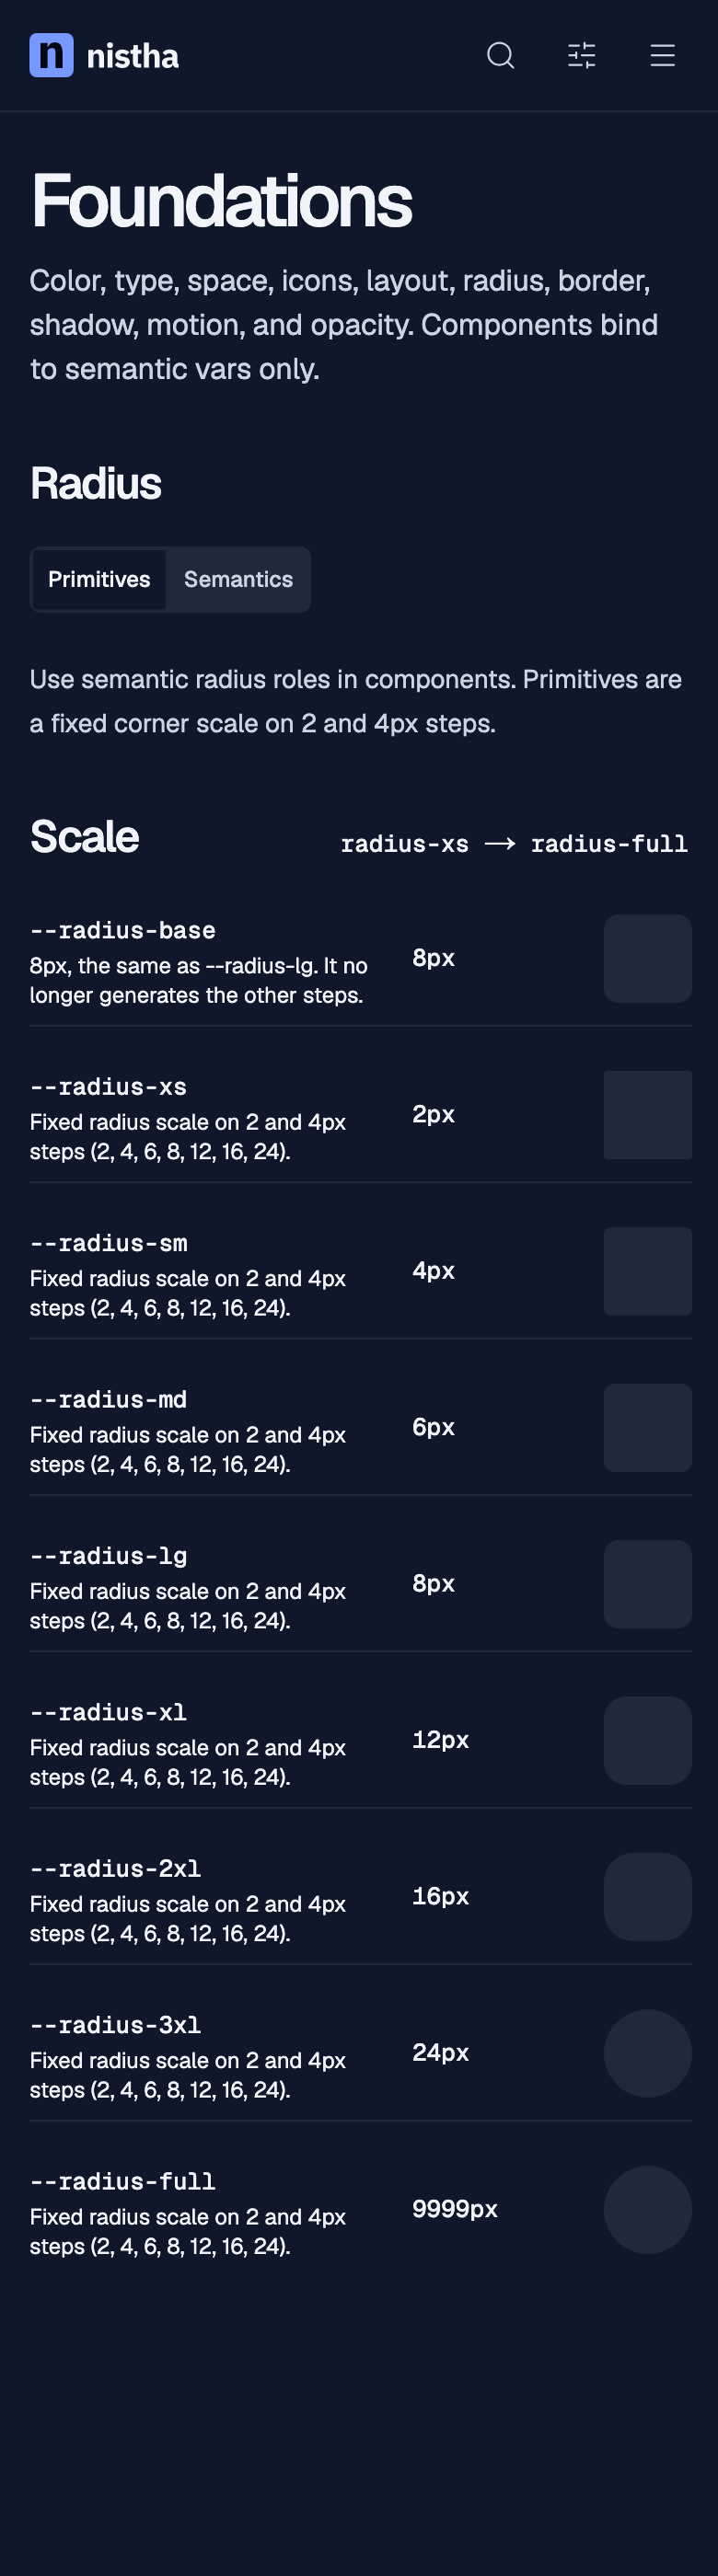 n nistha
Foundations
Color, type, space, icons, layout, radius, border,
shadow, motion, and opacity. Components bind
to semantic vars only.
Radius
Primitives Semantics
Use semantic radius roles in components. Primitives are
a fixed corner scale on 2 and 4px steps.
Scale radius-xs → radius-full
--radius-base
8px, the same as --radius-lg. It no
longer generates the other steps.
8px
--radius-xs
Fixed radius scale on 2 and 4px
steps (2, 4, 6, 8, 12, 16, 24).
2px
--radius-sm
Fixed radius scale on 2 and 4px
steps (2, 4, 6, 8, 12, 16, 24).
4px
--radius-md
Fixed radius scale on 2 and 4px
steps (2, 4, 6, 8, 12, 16, 24).
6px
--radius-lg
Fixed radius scale on 2 and 4px
steps (2, 4, 6, 8, 12, 16, 24).
8px
--radius-xl
Fixed radius scale on 2 and 4px
steps (2, 4, 6, 8, 12, 16, 24).
12px
--radius-2xl
Fixed radius scale on 2 and 4px
steps (2, 4, 6, 8, 12, 16, 24).
16px
--radius-3xl
Fixed radius scale on 2 and 4px
steps (2, 4, 6, 8, 12, 16, 24).
24px
--radius-full
Fixed radius scale on 2 and 4px
steps (2, 4, 6, 8, 12, 16, 24).
9999px